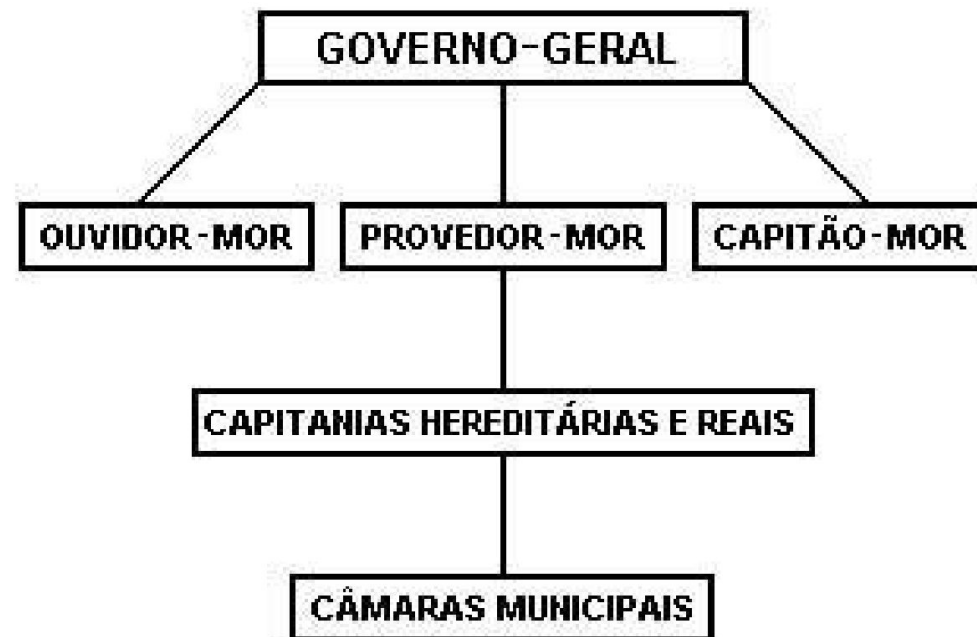 GOVERNO-GERAL
OUVIDOR-MOR
PROVEDOR-MOR
CAPITÃO-MOR
CAPITANIAS HEREDITÁRIAS E REAIS
CÂMARAS MUNICIPAIS